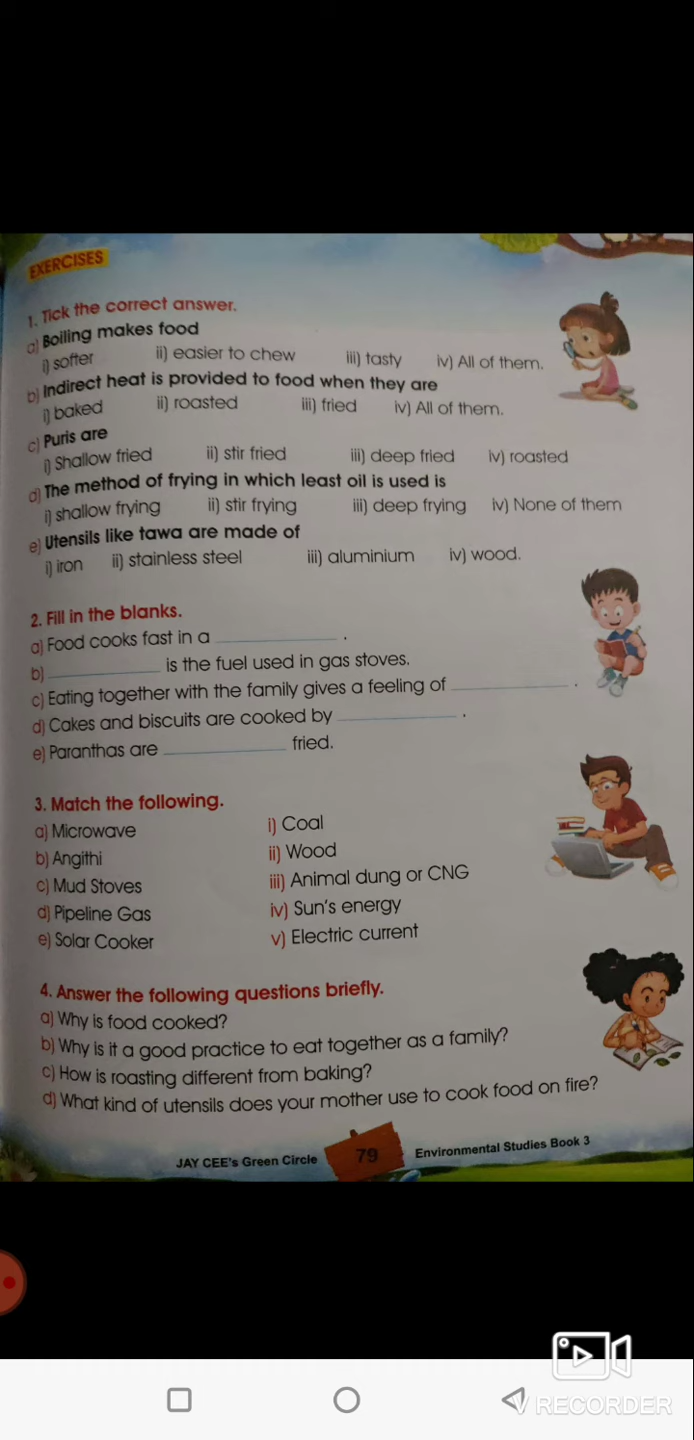 EXERCISES
1. Tick the correct answer.
a) Boiling makes food
i) softer ii) easier to chew iii) tasty iv) All of them.
b) Indirect heat is provided to food when they are
i) baked ii) roasted iii) fried iv) All of them.
c) Puris are
i) Shallow fried ii) stir fried iii) deep fried iv) roasted
d) The method of frying in which least oil is used is
i) shallow frying ii) stir frying iii) deep frying iv) None of them
e) Utensils like tawa are made of
i) iron ii) stainless steel iii) aluminium iv) wood.
2. Fill in the blanks.
a) Food cooks fast in a ____________ .
b) ____________ is the fuel used in gas stoves.
c) Eating together with the family gives a feeling of ____________ .
d) Cakes and biscuits are cooked by ____________ .
e) Paranthas are ____________ fried.
3. Match the following.
a) Microwave i) Coal
b) Angithi ii) Wood
c) Mud Stoves iii) Animal dung or CNG
d) Pipeline Gas iv) Sun's energy
e) Solar Cooker v) Electric current
4. Answer the following questions briefly.
a) Why is food cooked?
b) Why is it a good practice to eat together as a family?
c) How is roasting different from baking?
d) What kind of utensils does your mother use to cook food on fire?
JAY CEE's Green Circle 79 Environmental Studies Book 3
V RECORDER